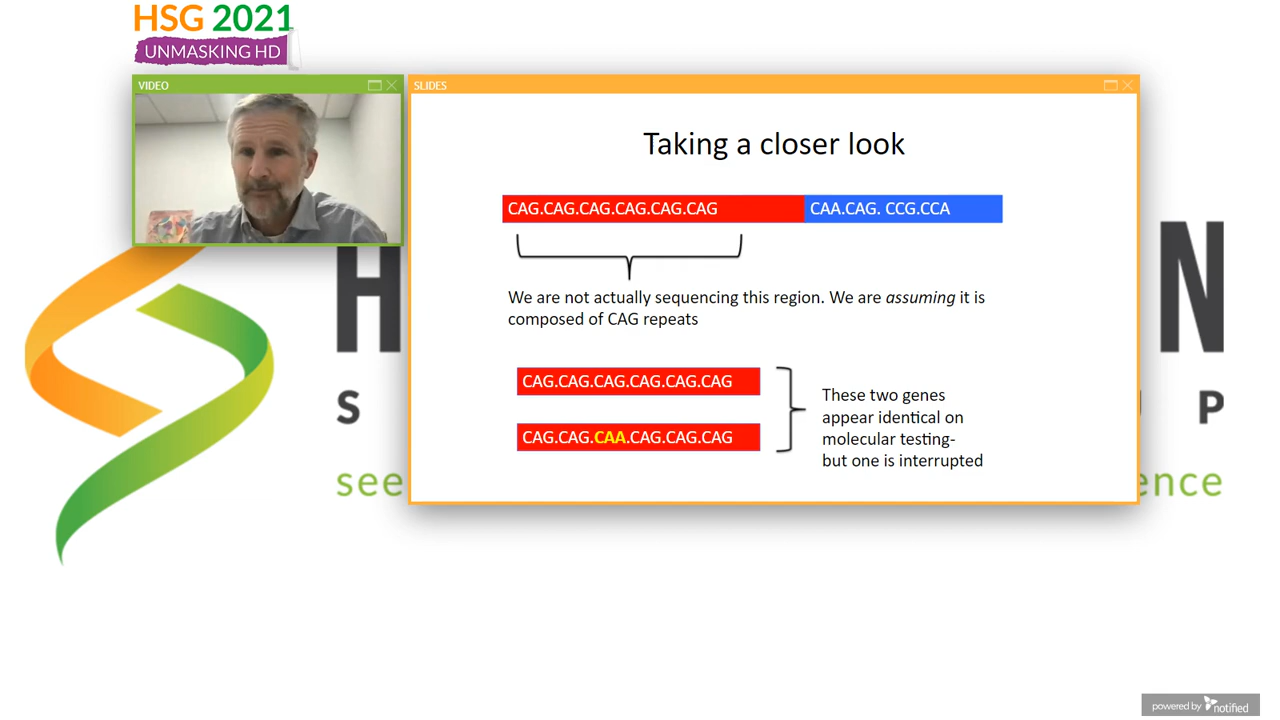 HSG 2021
UNMASKING HD
VIDEO
SLIDES
Taking a closer look
CAG.CAG.CAG.CAG.CAG.CAG
CAA.CAG. CCG.CCA
We are not actually sequencing this region. We are assuming it is
composed of CAG repeats
CAG.CAG.CAG.CAG.CAG.CAG
CAG.CAG.CAA.CAG.CAG.CAG
These two genes
appear identical on
molecular testing-
but one is interrupted
H
N
S
P
see
ence
powered by notified